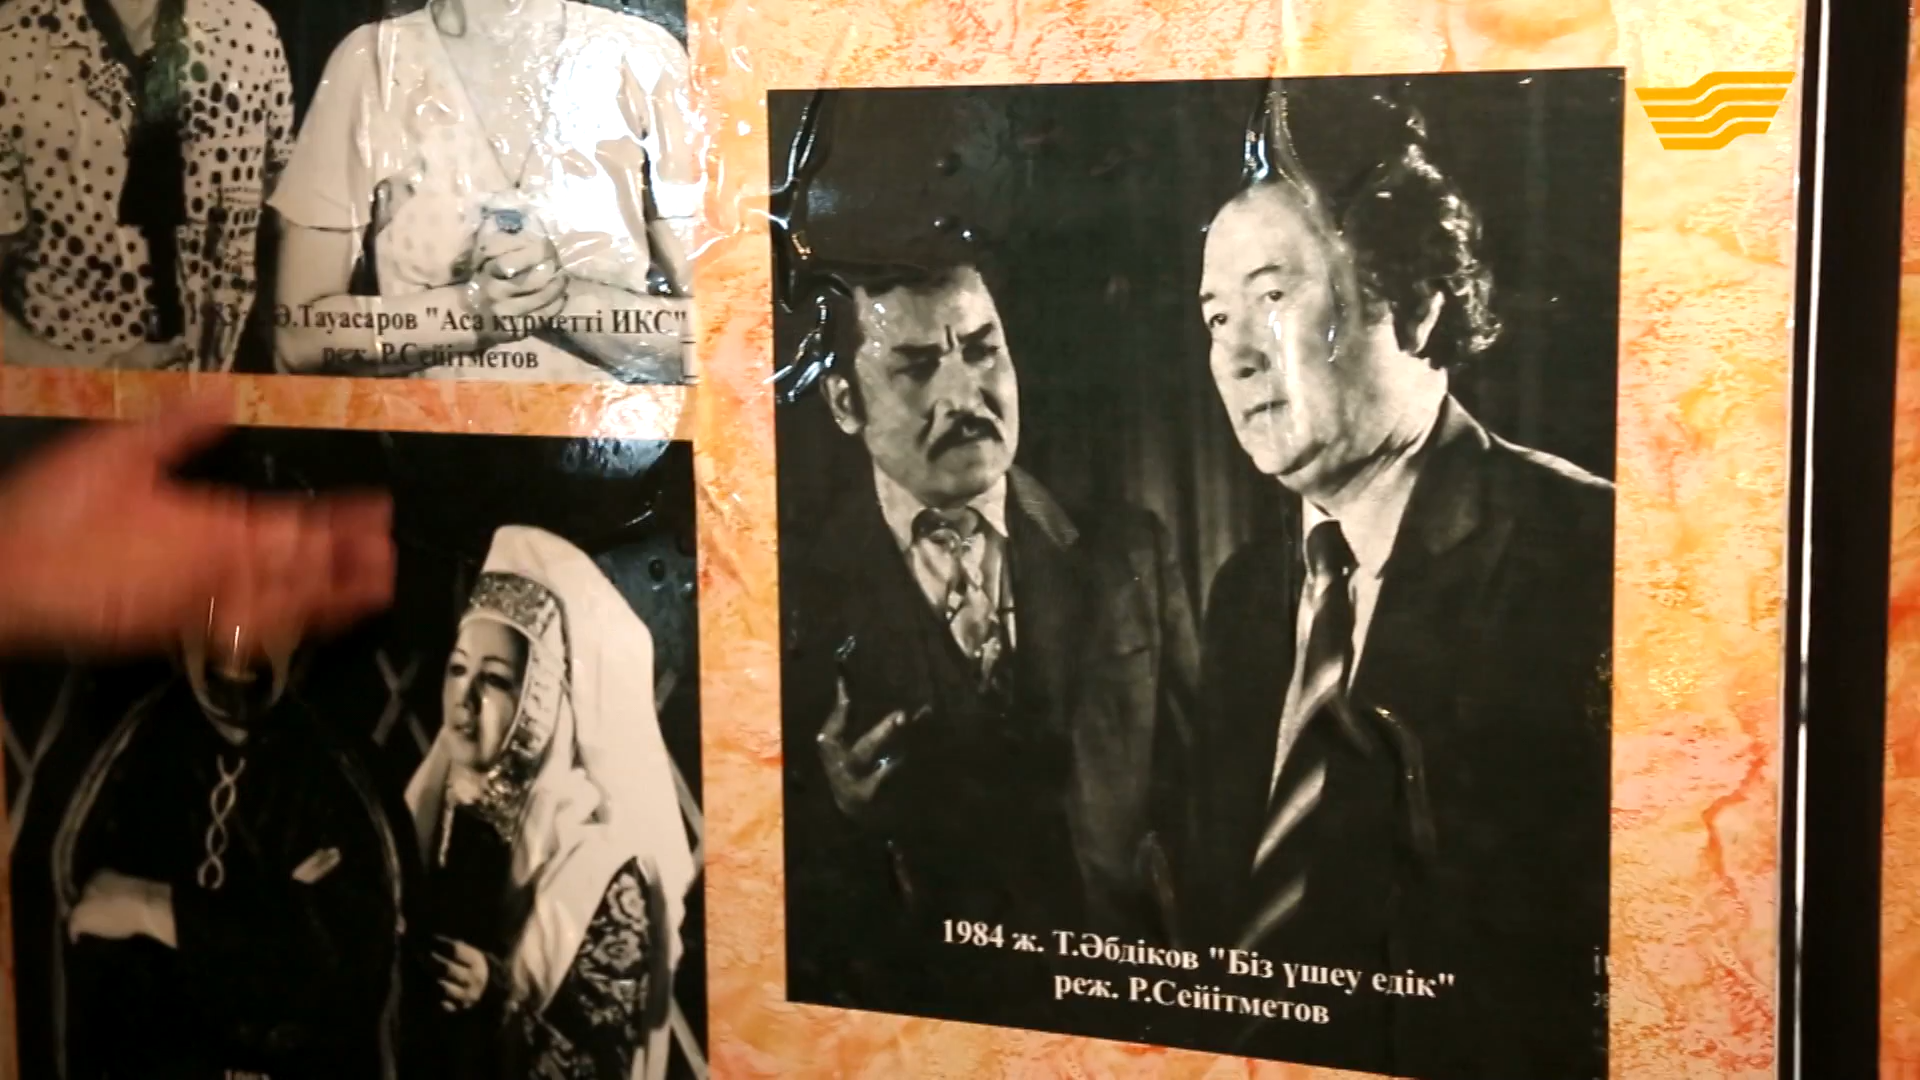 Ә.Тауасаров "Аса құрметті ИКС"
реж. Р.Сейітметов
1984 ж. Т.Әбдіков "Біз үшеу едік"
реж. Р.Сейітметов